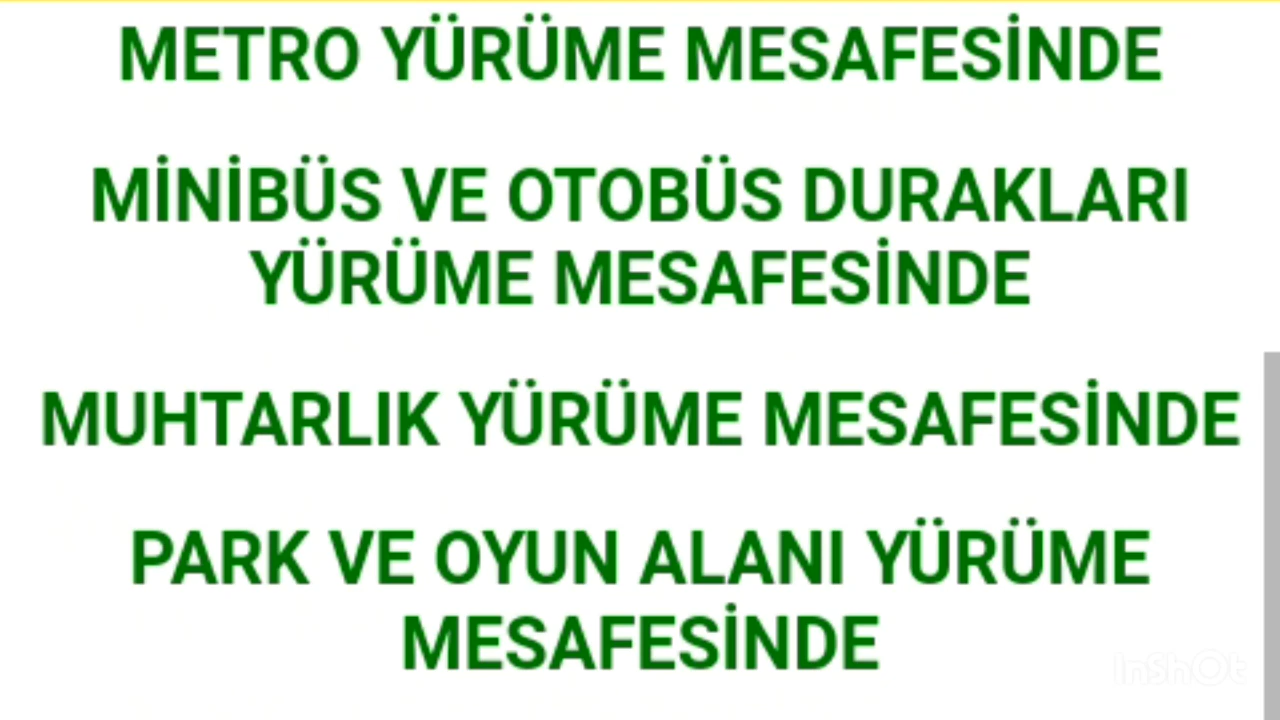 METRO YÜRÜME MESAFESİNDE
MİNİBÜS VE OTOBÜS DURAKLARI
YÜRÜME MESAFESİNDE
MUHTARLIK YÜRÜME MESAFESİNDE
PARK VE OYUN ALANI YÜRÜME
MESAFESİNDE
InShOt